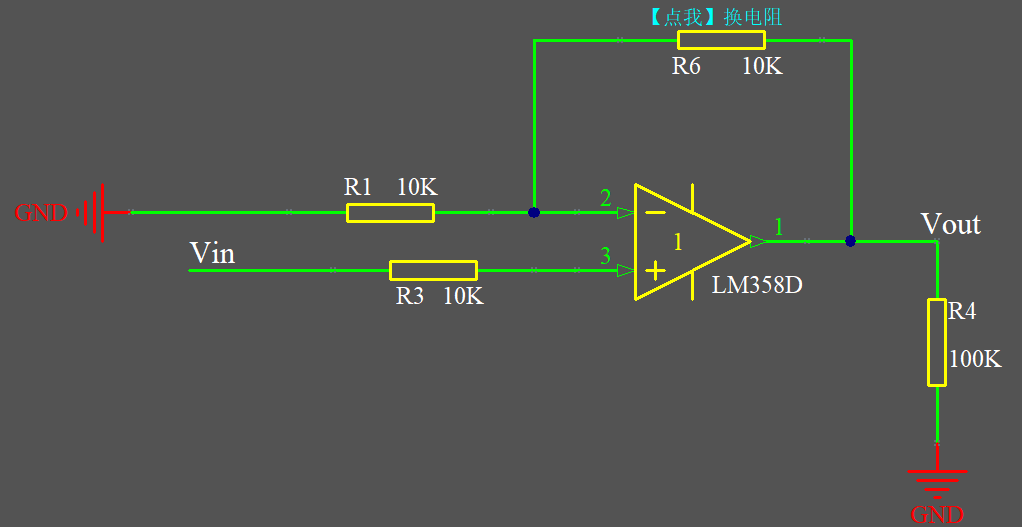 【点我】换电阻
R6 10K
R1 10K
2
GND
Vin
3
R3 10K
1
1
LM358D
Vout
R4
100K
GND